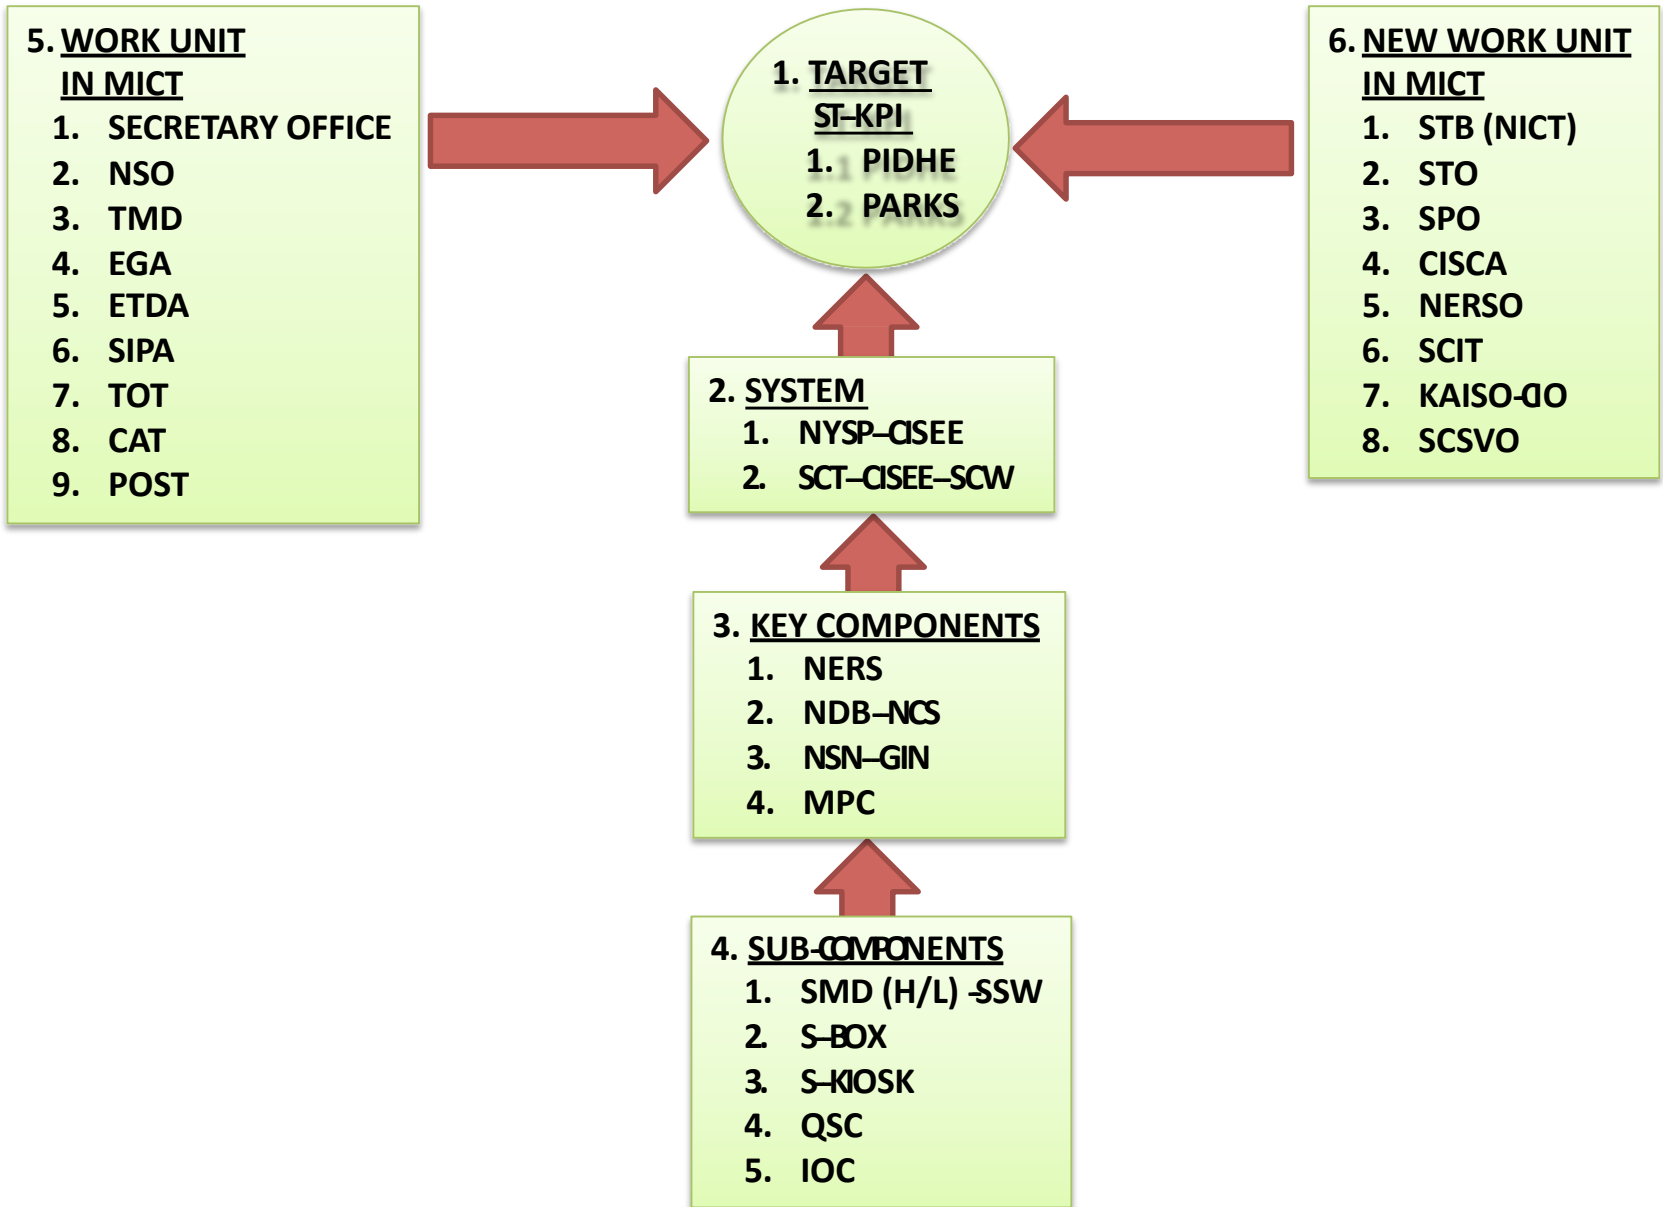 5. WORK UNIT
IN MICT
1. SECRETARY OFFICE
2. NSO
3. TMD
4. EGA
5. ETDA
6. SIPA
7. TOT
8. CAT
9. POST
1. TARGET
ST–KPI
1. PIDHE
2. PARKS
6. NEW WORK UNIT
IN MICT
1. STB (NICT)
2. STO
3. SPO
4. CISCA
5. NERSO
6. SCIT
7. KAISO-CIO
8. SCSVO
2. SYSTEM
1. NYSP–CISEE
2. SCT–CISEE–SCW
3. KEY COMPONENTS
1. NERS
2. NDB–NCS
3. NSN–GIN
4. MPC
4. SUB-COMPONENTS
1. SMD (H/L) -SSW
2. S–BOX
3. S–KIOSK
4. QSC
5. IOC